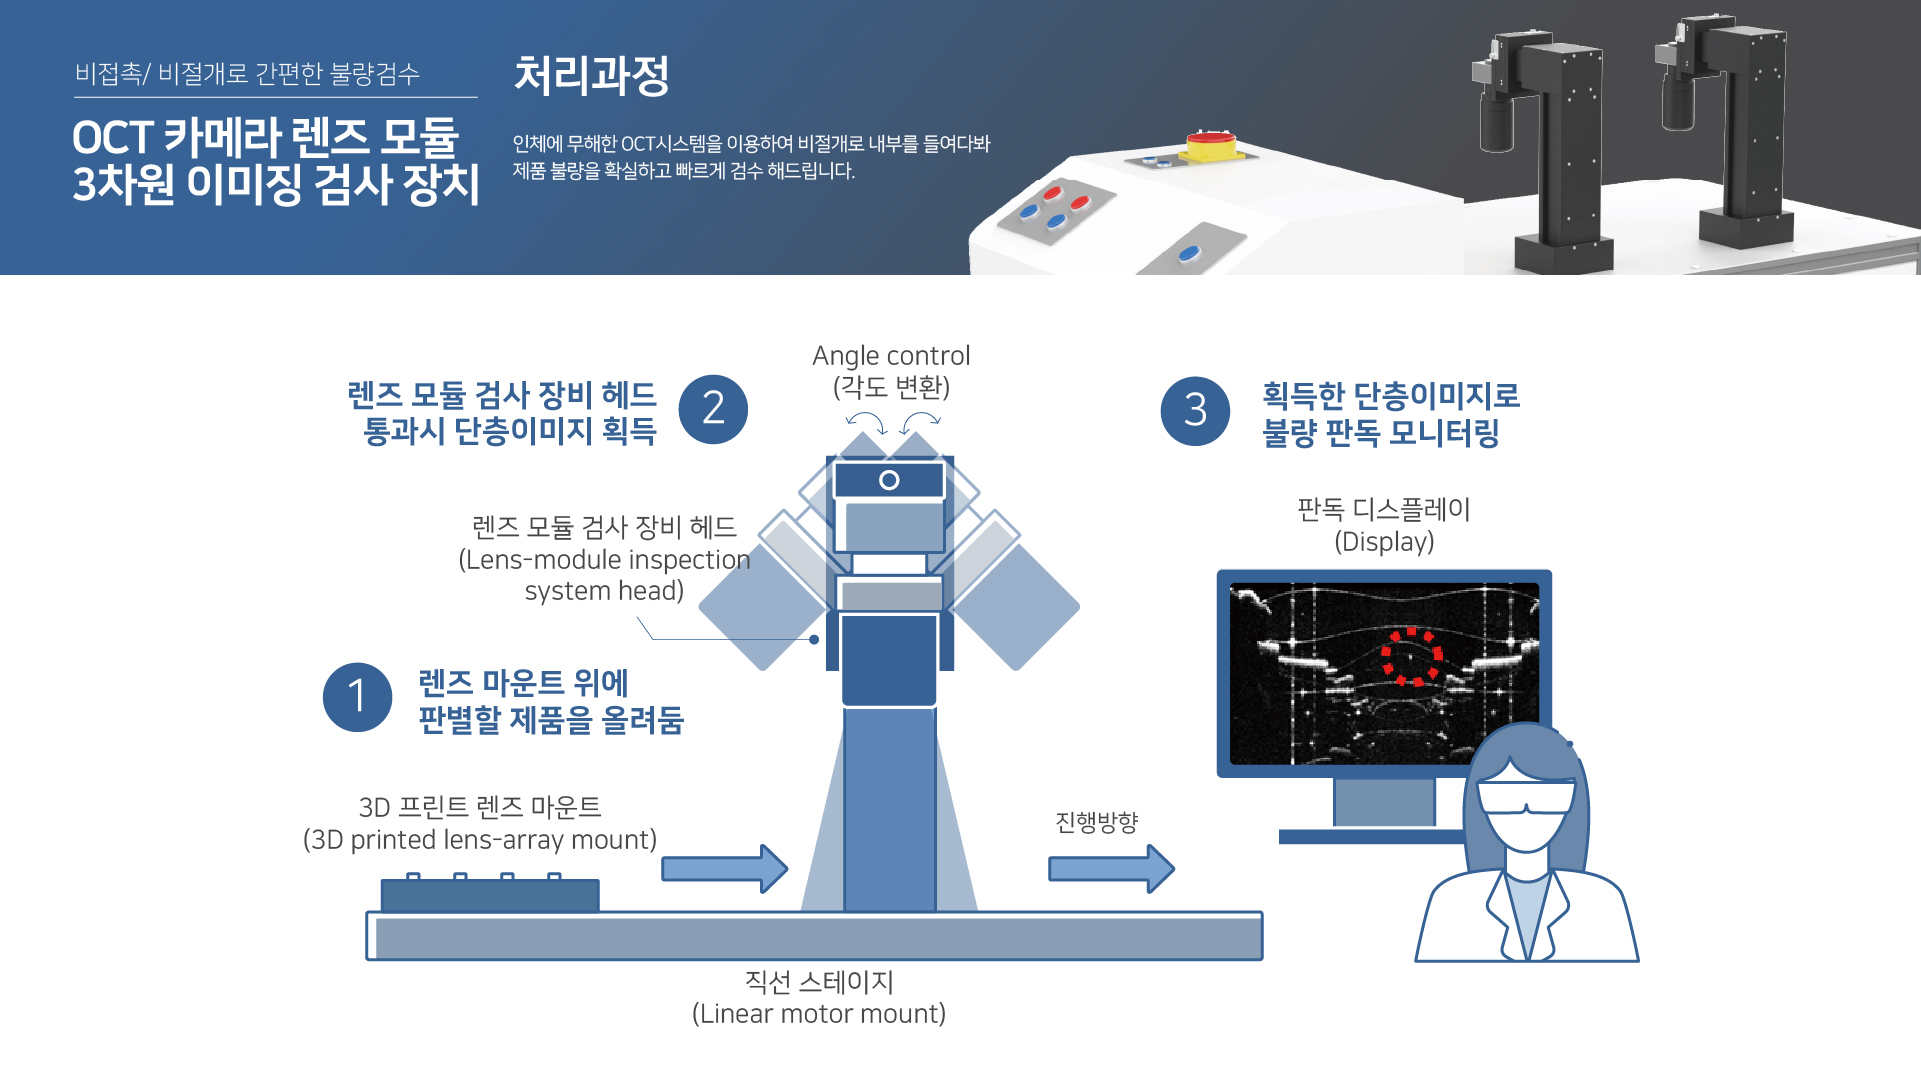 비접촉/ 비절개로 간편한 불량검수
OCT 카메라 렌즈 모듈
3차원 이미징 검사 장치
처리과정
인체에 무해한 OCT시스템을 이용하여 비절개로 내부를 들여다봐
제품 불량을 확실하고 빠르게 검수 해드립니다.
1
렌즈 마운트 위에
판별할 제품을 올려둠
3D 프린트 렌즈 마운트
(3D printed lens-array mount)
렌즈 모듈 검사 장비 헤드
통과시 단층이미지 획득
2
Angle control
(각도 변환)
렌즈 모듈 검사 장비 헤드
(Lens-module inspection
system head)
3
획득한 단층이미지로
불량 판독 모니터링
판독 디스플레이
(Display)
진행방향
직선 스테이지
(Linear motor mount)